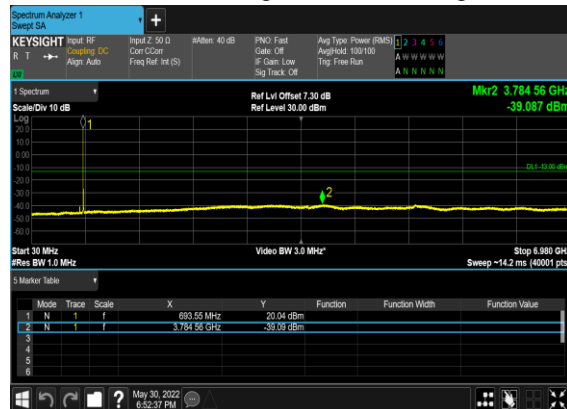 Spectrum Analyzer 1
Swept SA
+
KEYSIGHT Input: RF Input Z: 50 Ω #Atten: 40 dB PNO: Fast Avg Type: Power (RMS) 1 2 3 4 5 6
R T Coupling: DC Corr CCorr Gate: Off Avg|Hold: 100/100 A W W W W W
Align: Auto Freq Ref: Int (S) IF Gain: Low Trig: Free Run
LW Sig Track: Off A N N N N N
1 Spectrum Ref Lvl Offset 7.30 dB Mkr2 3.784 56 GHz
Scale/Div 10 dB Ref Level 30.00 dBm -39.087 dBm
Log
1
20.0
10.0
0.00
-10.0 DL1 -13.00 dBm
-20.0
-30.0 2
-40.0
-50.0
-60.0
Start 30 MHz Video BW 3.0 MHz* Stop 6.980 GHz
#Res BW 1.0 MHz Sweep ~14.2 ms (40001 pts)
5 Marker Table
Mode Trace Scale X Y Function Function Width Function Value
1 N 1 f 693.55 MHz 20.04 dBm
2 N 1 f 3.784 56 GHz -39.09 dBm
3
4
5
6
? May 30, 2022
6:52:37 PM